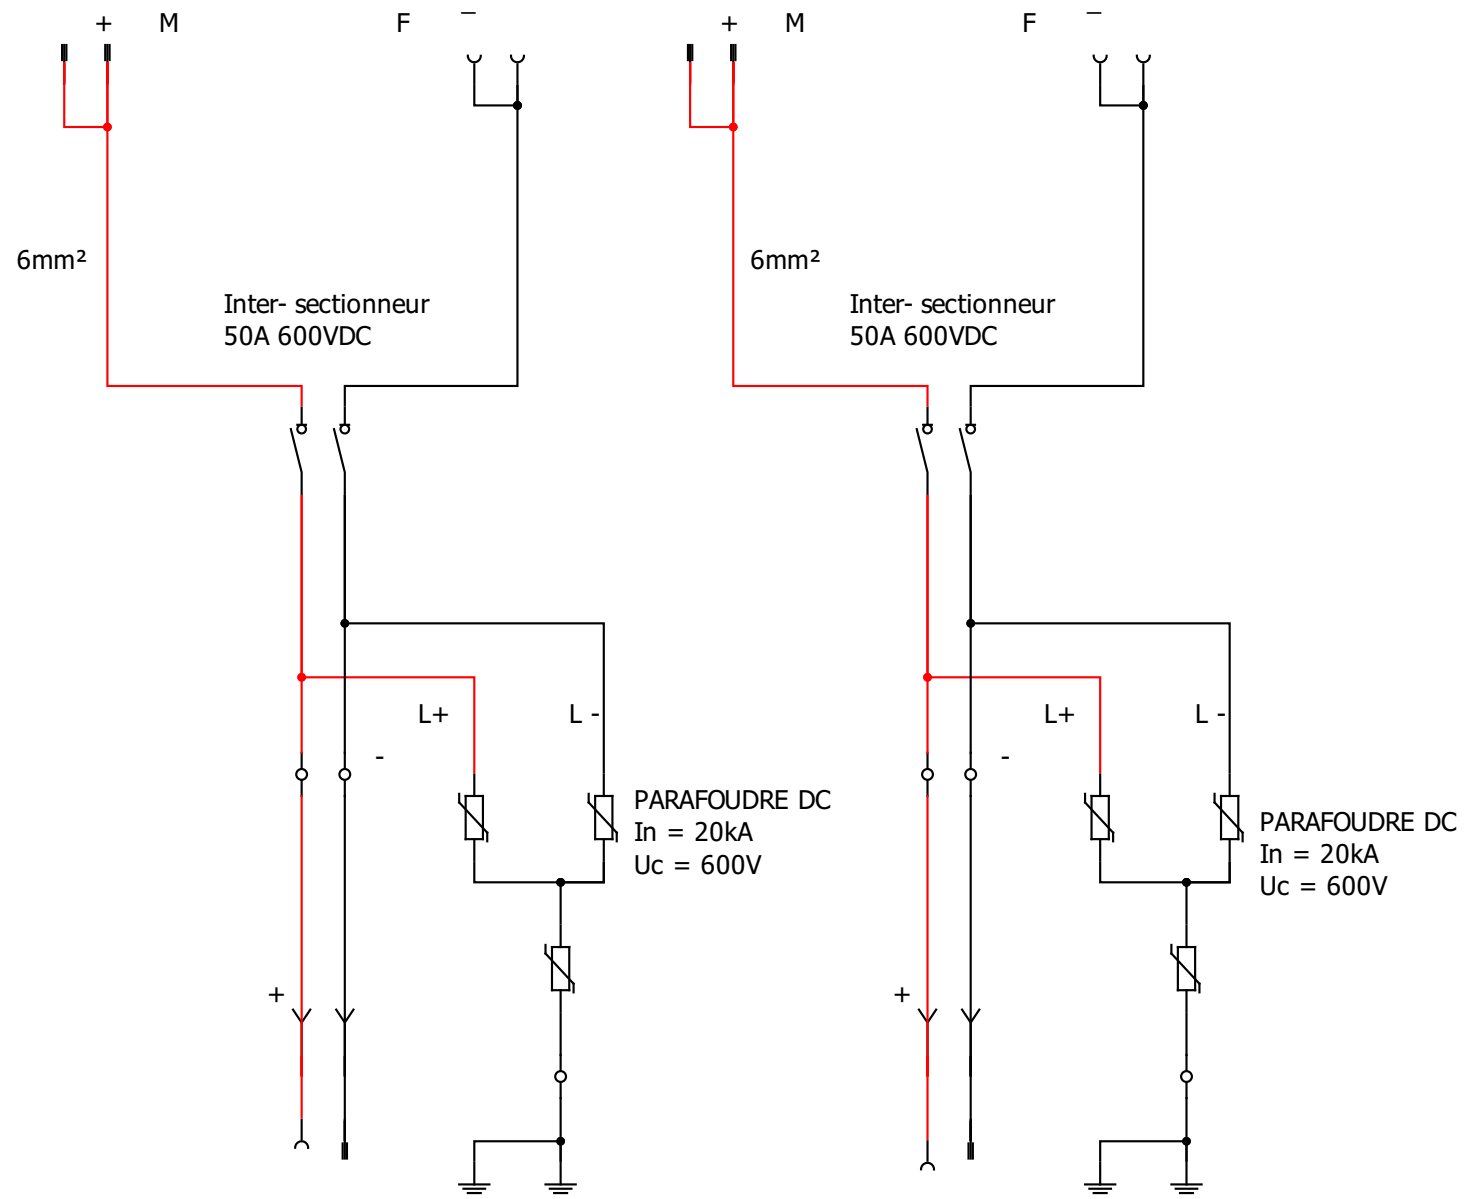 + M F –
+ M F –
6mm²
6mm²
Inter- sectionneur
50A 600VDC
Inter- sectionneur
50A 600VDC
L+ L -
-
L+ L -
-
PARAFOUDRE DC
In = 20kA
Uc = 600V
PARAFOUDRE DC
In = 20kA
Uc = 600V
+
+